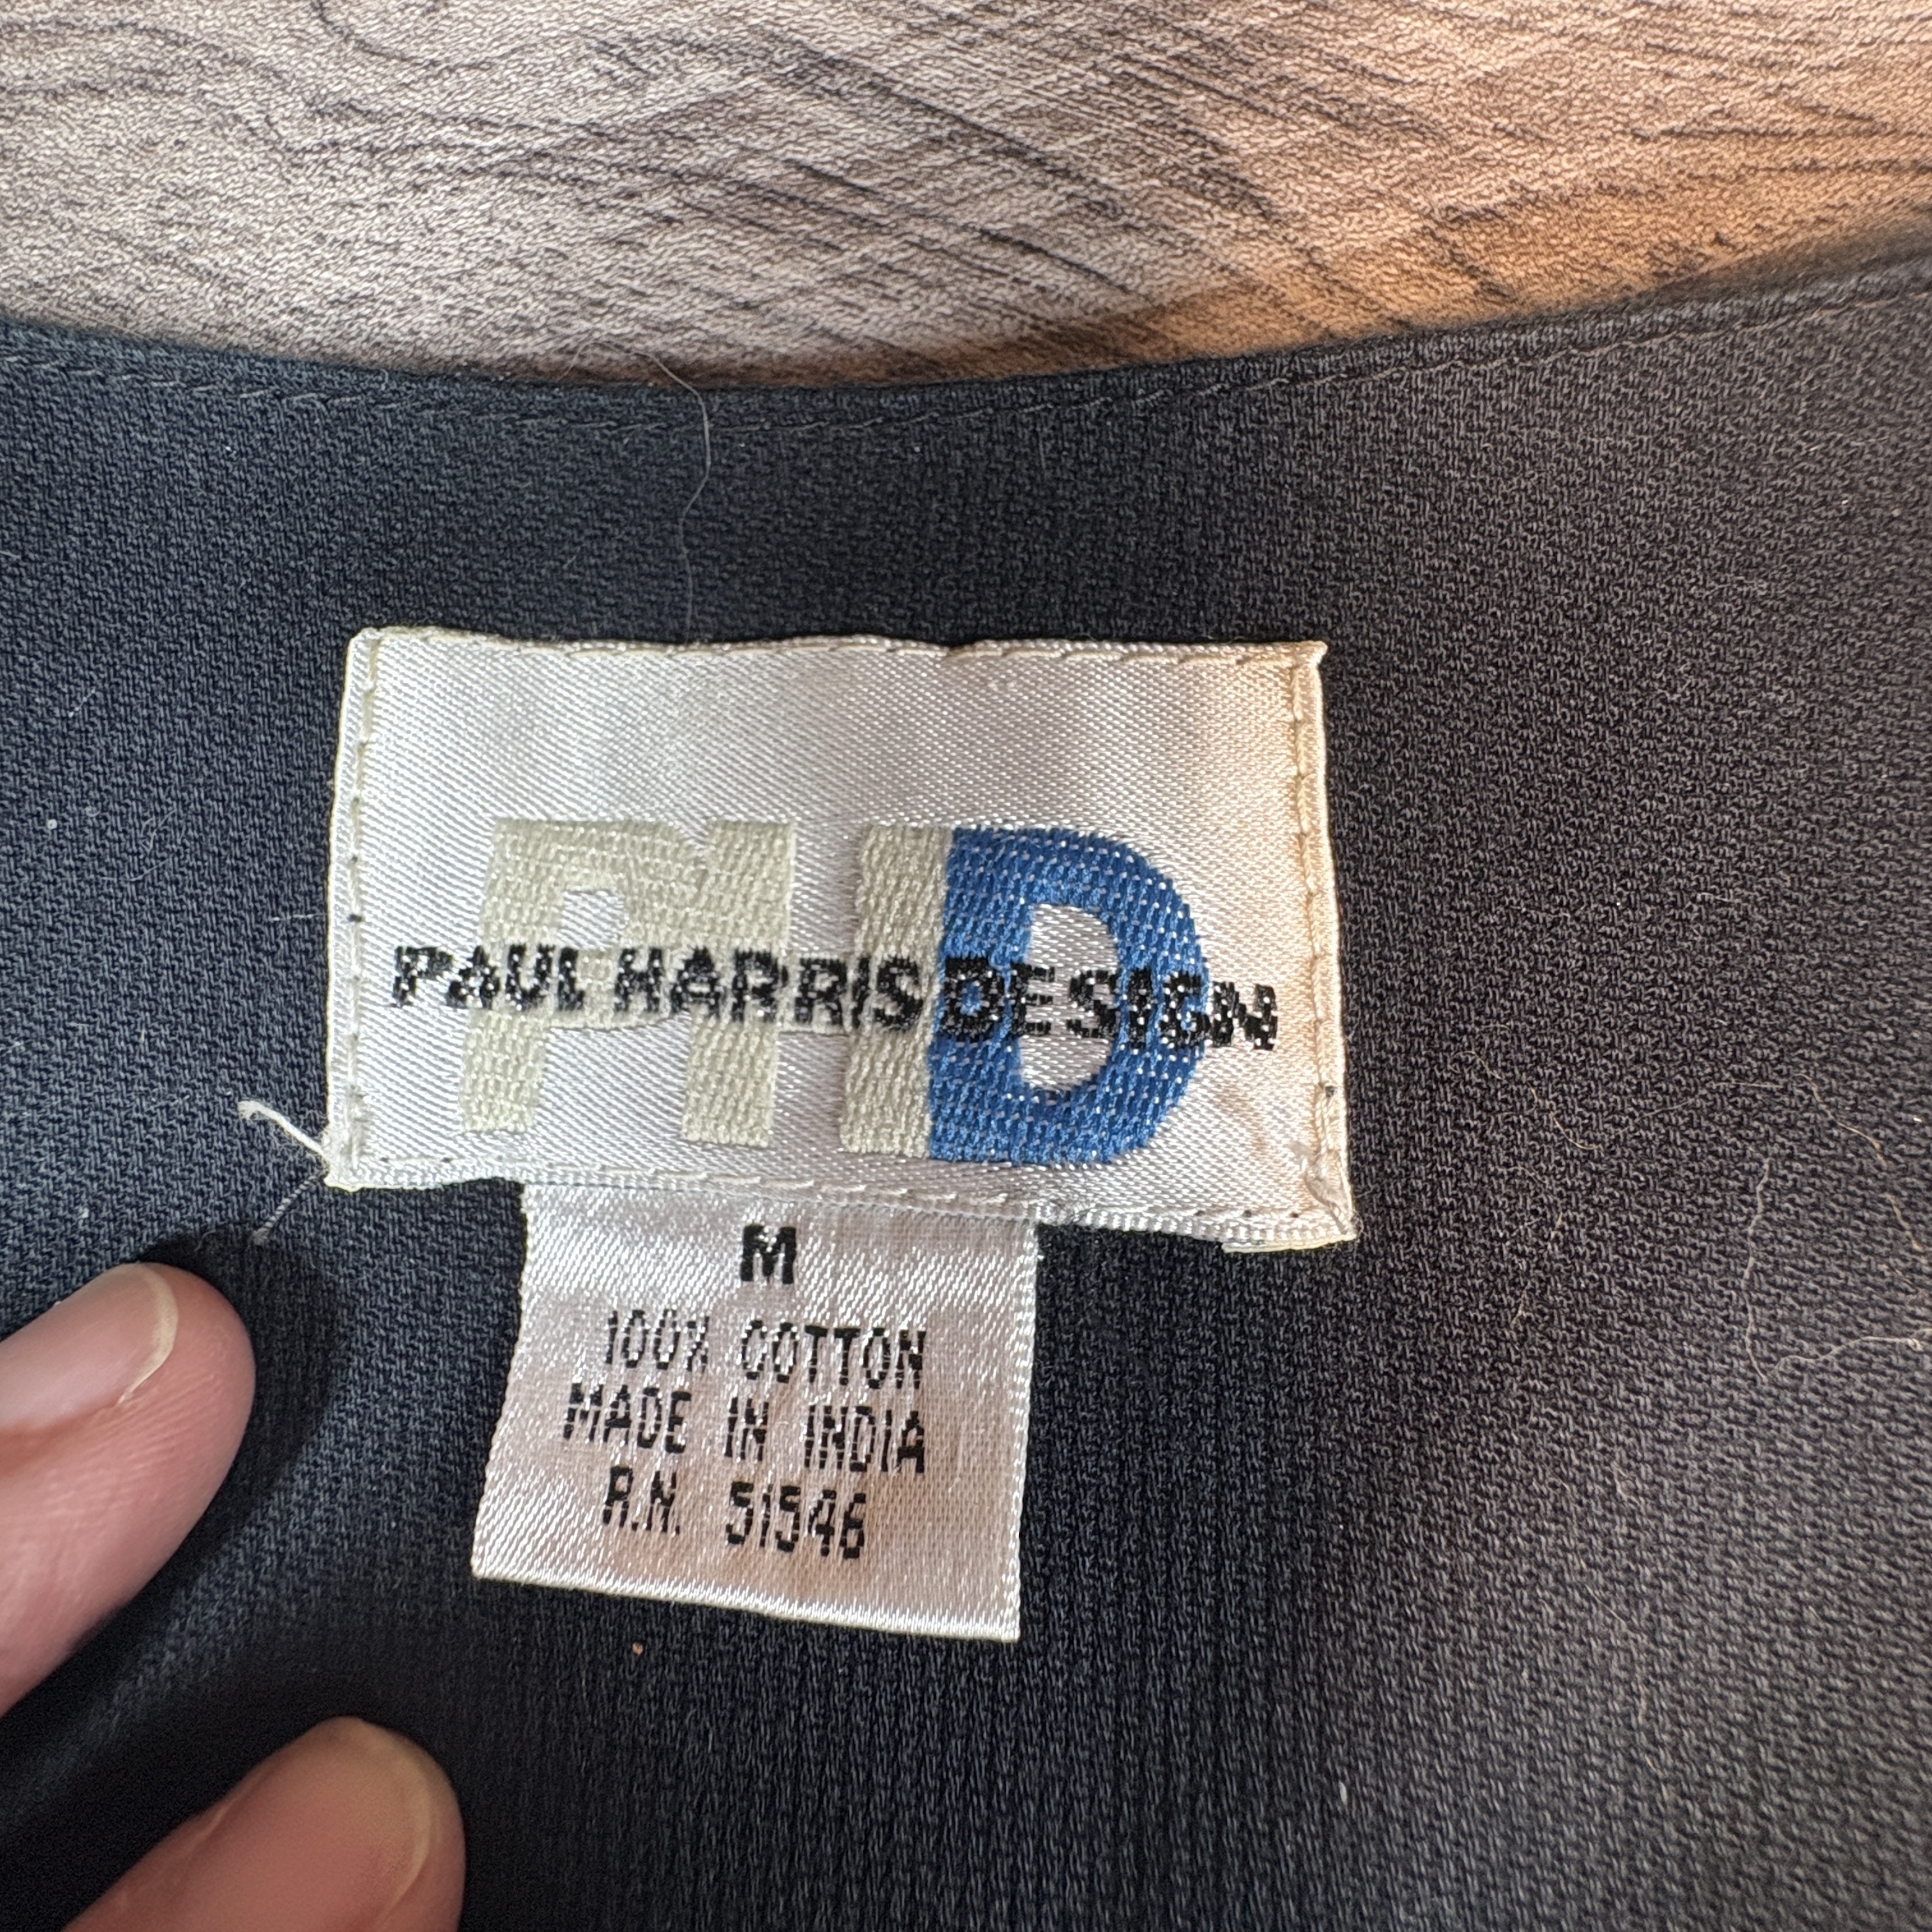 PHD
PAUL HARRIS DESIGN
M
100% COTTON
MADE IN INDIA
R.N. 51546